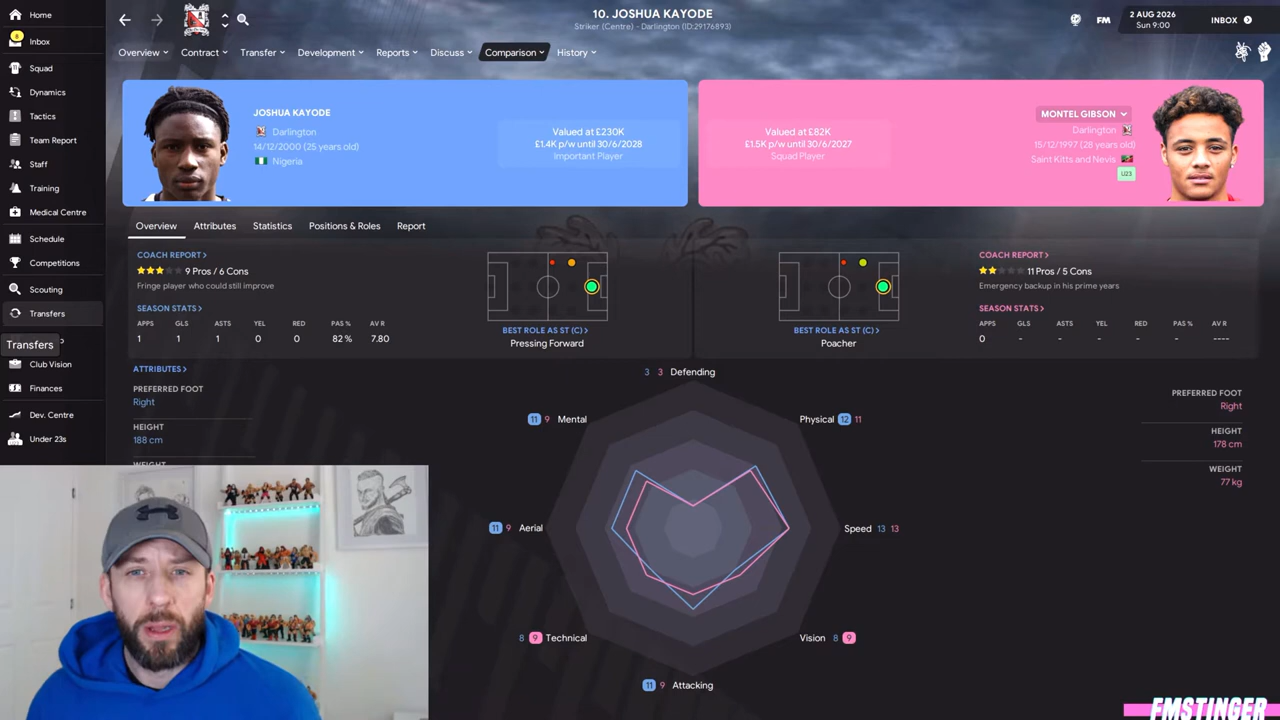 Home
8
Inbox
Squad
Dynamics
Tactics
Team Report
Staff
Training
Medical Centre
Schedule
Competitions
Scouting
Transfers
Transfers
Club Vision
Finances
Dev. Centre
Under 23s
10. JOSHUA KAYODE
Striker (Centre) - Darlington (ID:29176893)
FM
2 AUG 2026
Sun 9:00
INBOX
Overview
Contract
Transfer
Development
Reports
Discuss
Comparison
History
JOSHUA KAYODE
Darlington
14/12/2000 (25 years old)
Nigeria
Valued at £230K
£1.4K p/w until 30/6/2028
Important Player
Valued at £82K
£1.5K p/w until 30/6/2027
Squad Player
MONTEL GIBSON
Darlington
15/12/1997 (28 years old)
Saint Kitts and Nevis
U23
Overview
Attributes
Statistics
Positions & Roles
Report
COACH REPORT >
9 Pros / 6 Cons
Fringe player who could still improve
SEASON STATS >
APPS GLS ASTS YEL RED PAS % AV R
1 1 1 0 0 82 % 7.80
BEST ROLE AS ST (C) >
Pressing Forward
BEST ROLE AS ST (C) >
Poacher
COACH REPORT >
11 Pros / 5 Cons
Emergency backup in his prime years
SEASON STATS >
APPS GLS ASTS YEL RED PAS % AV R
0 - - - - - ----
ATTRIBUTES >
PREFERRED FOOT
Right
HEIGHT
188 cm
3 3 Defending
11 9 Mental
Physical 12 11
11 9 Aerial
Speed 13 13
8 9 Technical
Vision 8 9
11 9 Attacking
PREFERRED FOOT
Right
HEIGHT
178 cm
WEIGHT
77 kg
FMSTINGER